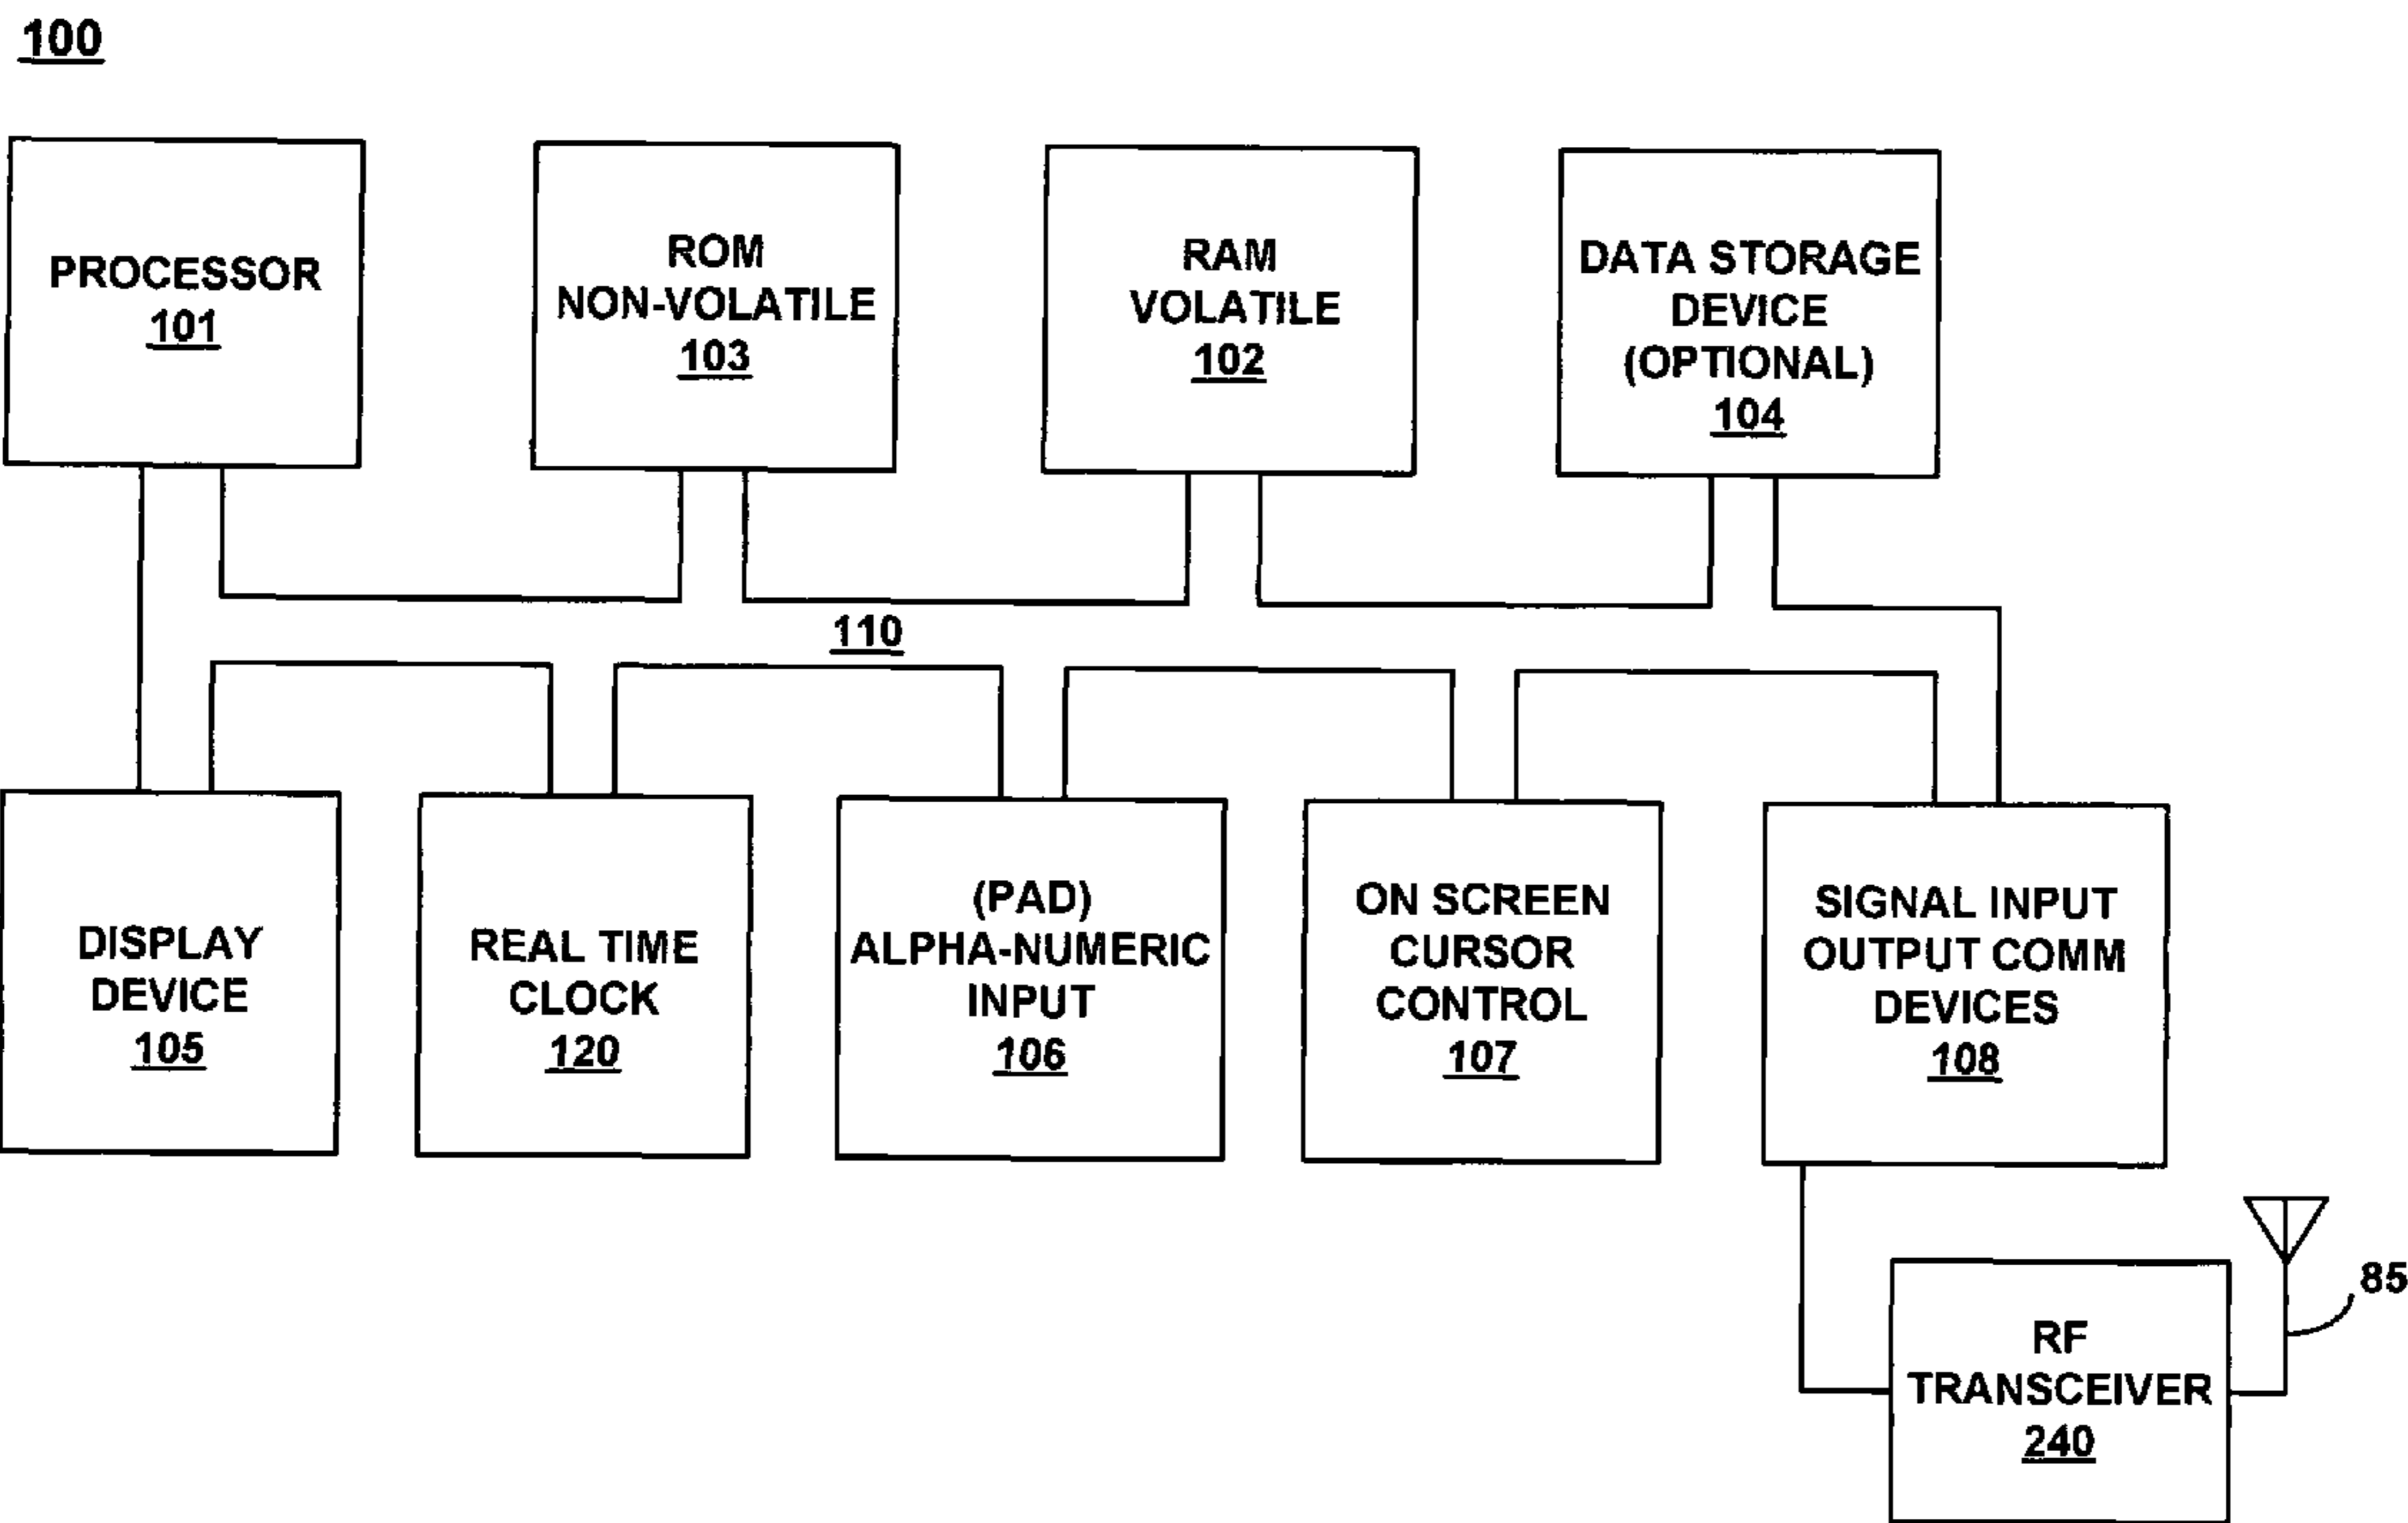 100
PROCESSOR
101
ROM
NON-VOLATILE
103
RAM
VOLATILE
102
DATA STORAGE
DEVICE
(OPTIONAL)
104
110
DISPLAY
DEVICE
105
REAL TIME
CLOCK
120
(PAD)
ALPHA-NUMERIC
INPUT
106
ON SCREEN
CURSOR
CONTROL
107
SIGNAL INPUT
OUTPUT COMM
DEVICES
108
85
RF
TRANSCEIVER
240